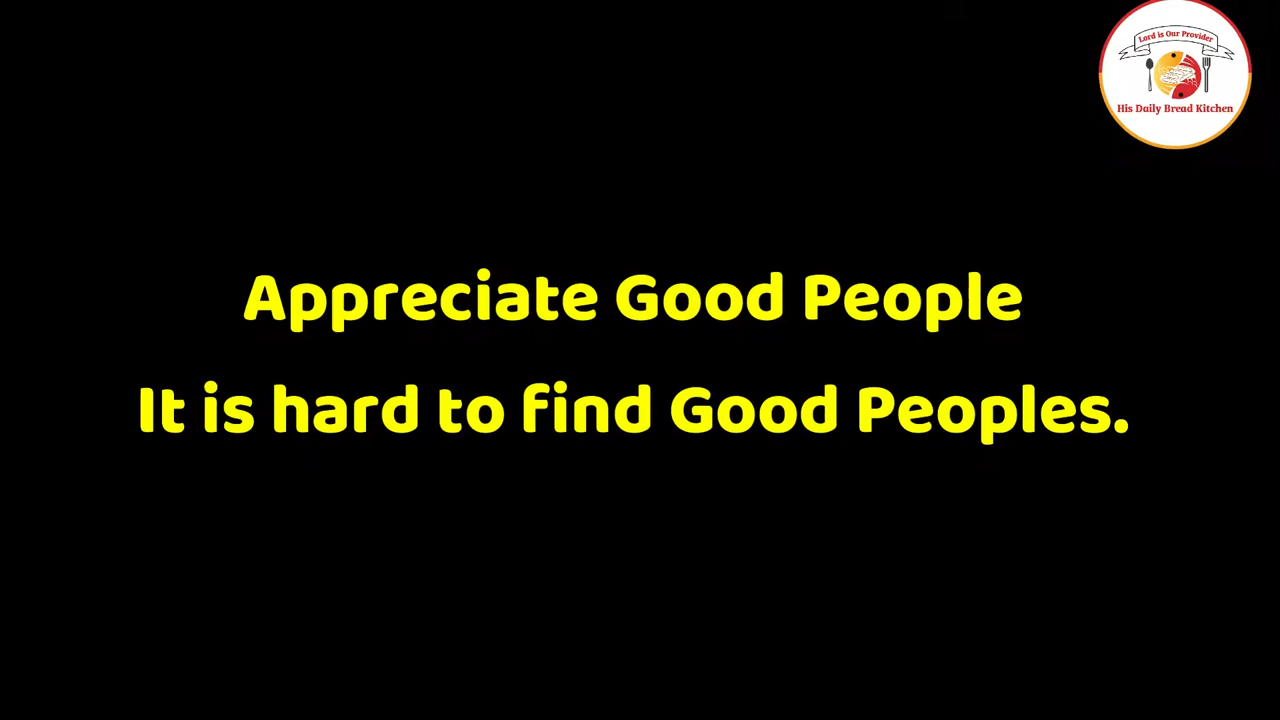 Lord is Our Provider
His Daily Bread Kitchen
Appreciate Good People
It is hard to find Good Peoples.